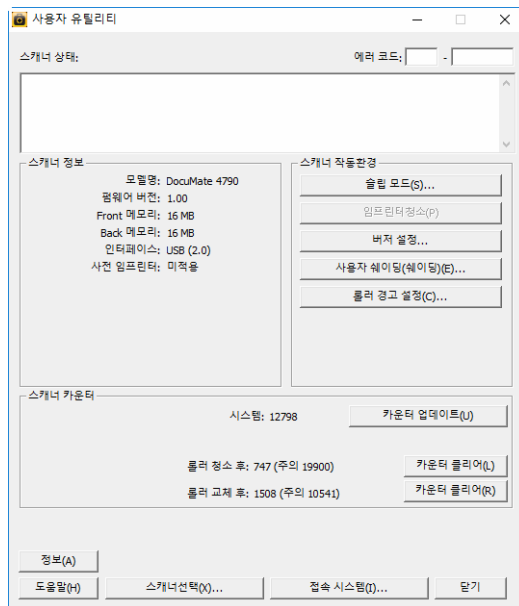 사용자 유틸리티
스캐너 상태:
에러 코드: -
스캐너 정보
모델명: DocuMate 4790
펌웨어 버전: 1.00
Front 메모리: 16 MB
Back 메모리: 16 MB
인터페이스: USB (2.0)
사전 임프린터: 미적용
스캐너 작동환경
슬립 모드(S)...
임프린터청소(P)
버저 설정...
사용자 쉐이딩(쉐이딩)(E)...
롤러 경고 설정(C)...
스캐너 카운터
시스템: 12798
카운터 업데이트(U)
롤러 청소 후: 747 (주의 19900)
카운터 클리어(L)
롤러 교체 후: 1508 (주의 10541)
카운터 클리어(R)
정보(A)
도움말(H)
스캐너선택(X)...
접속 시스템(I)...
닫기